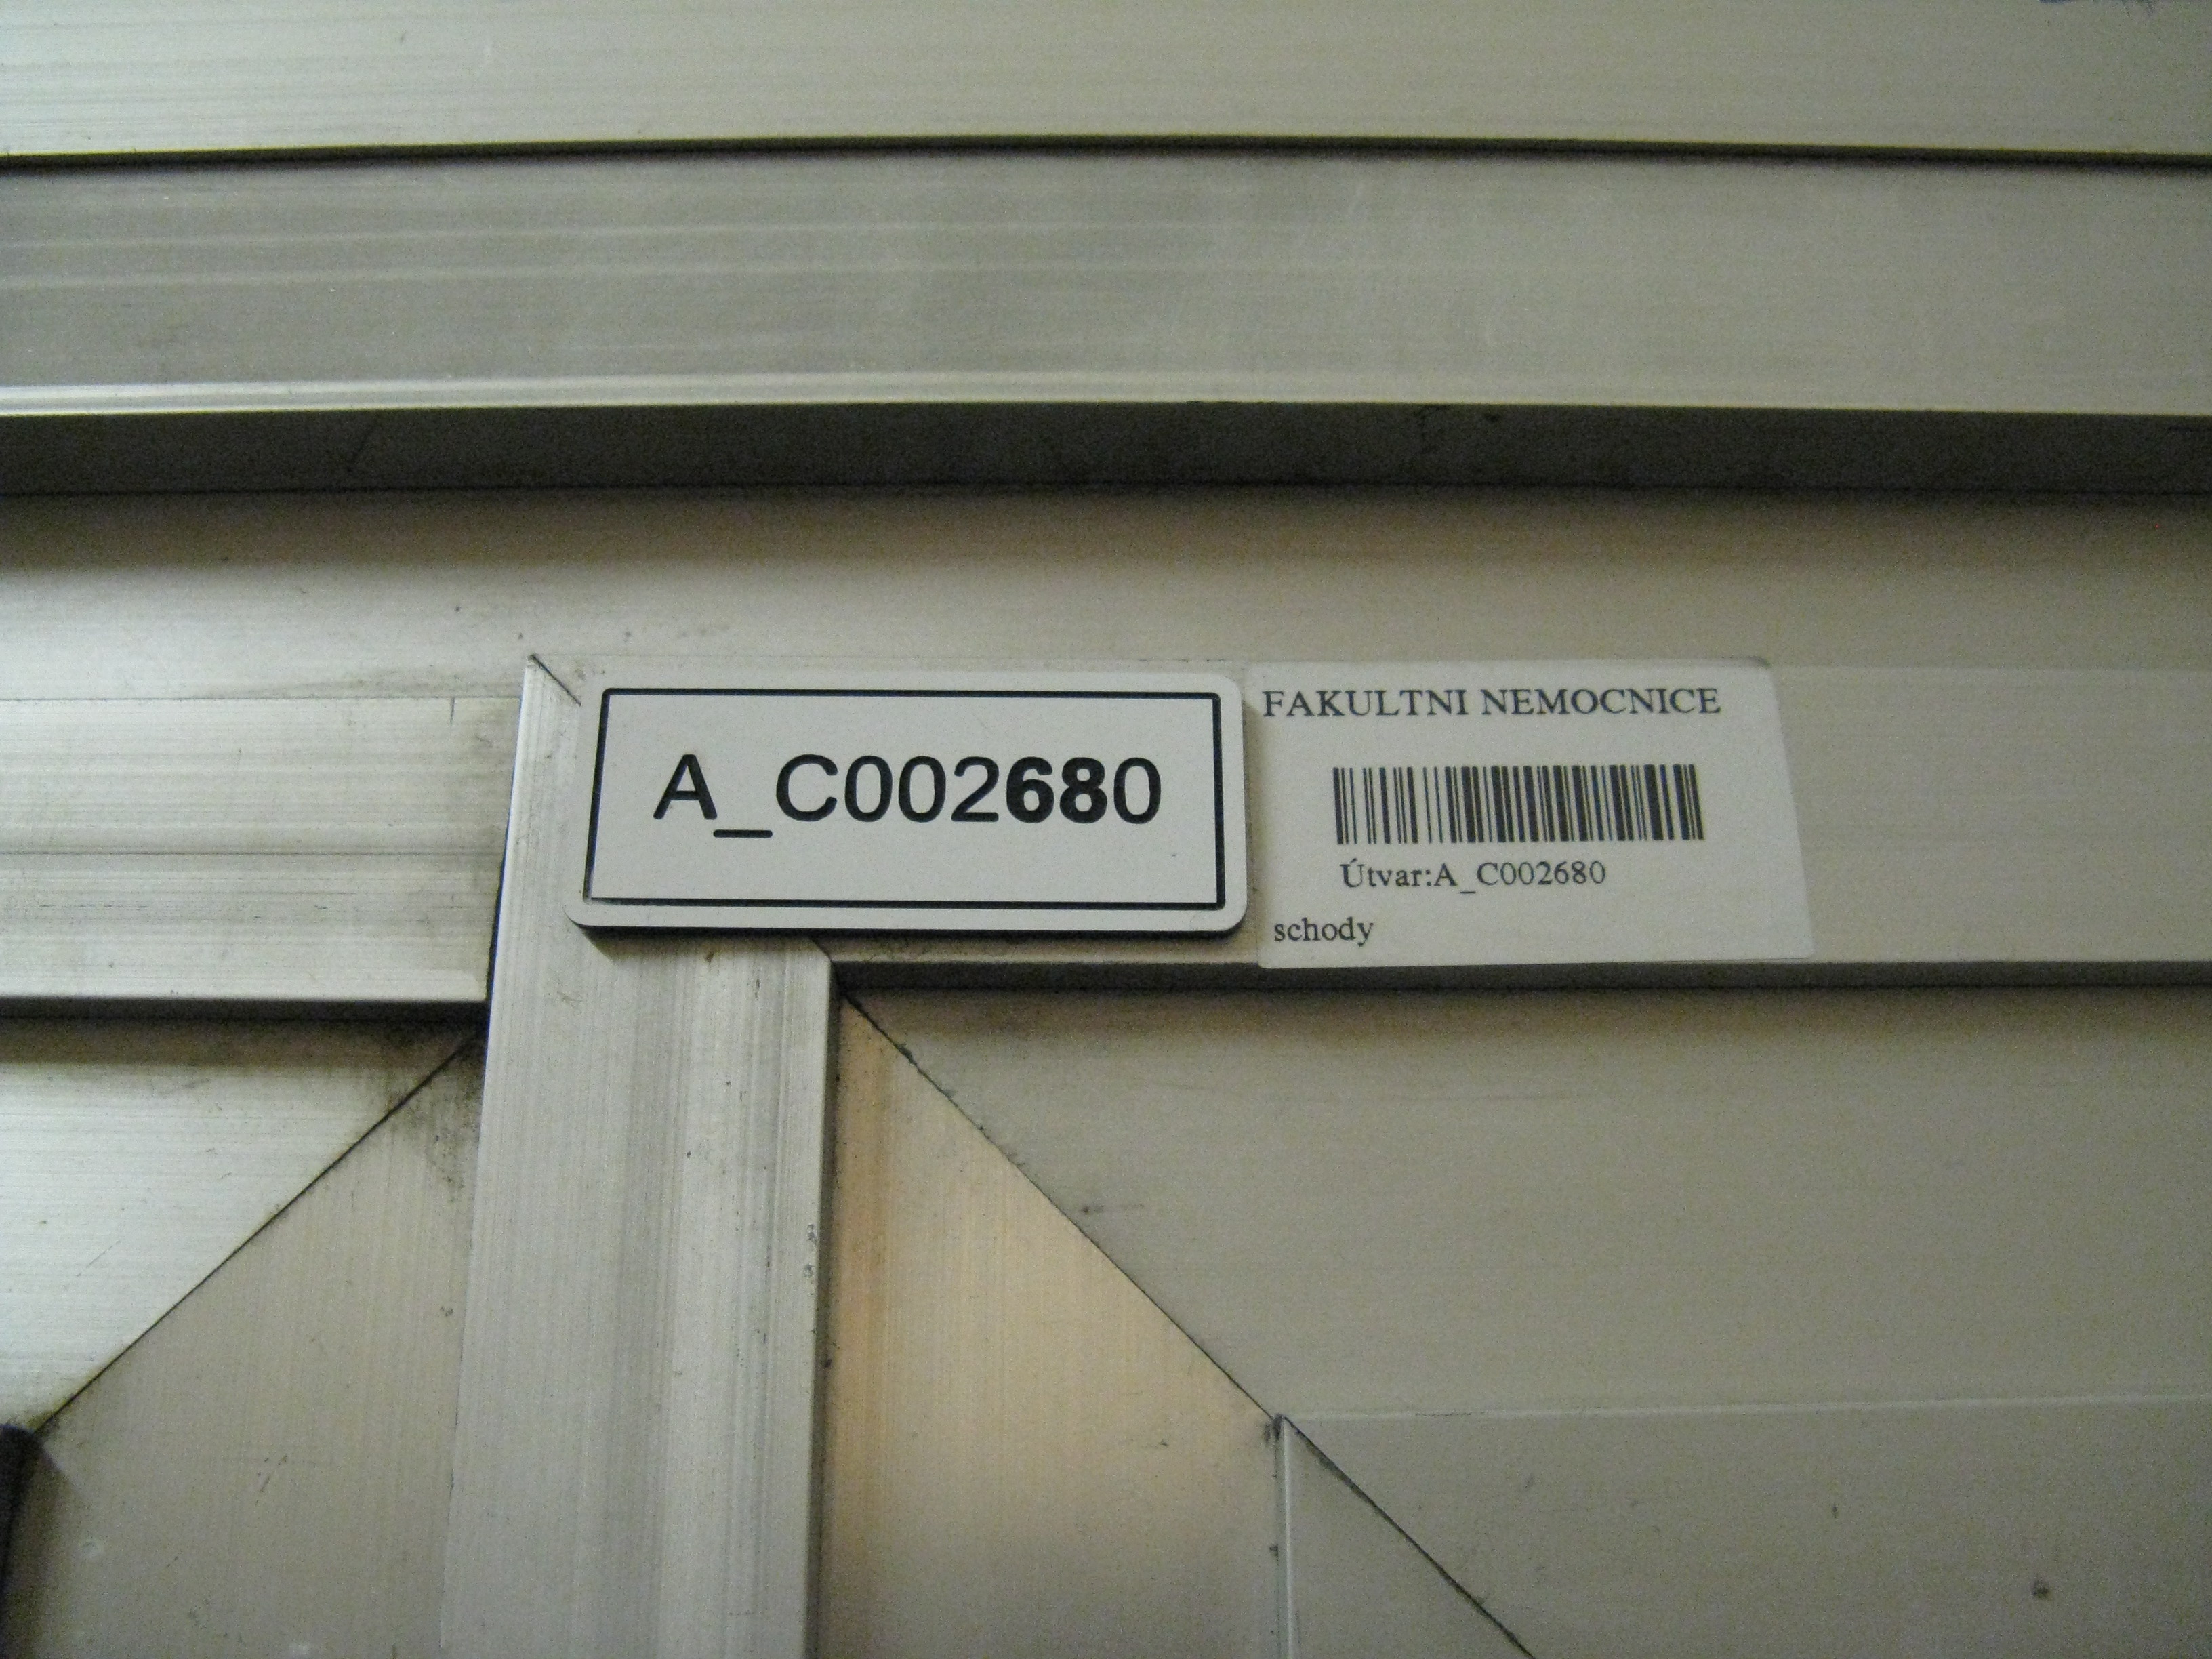 A_C002680
FAKULTNI NEMOCNICE
Útvar:A_C002680
schody